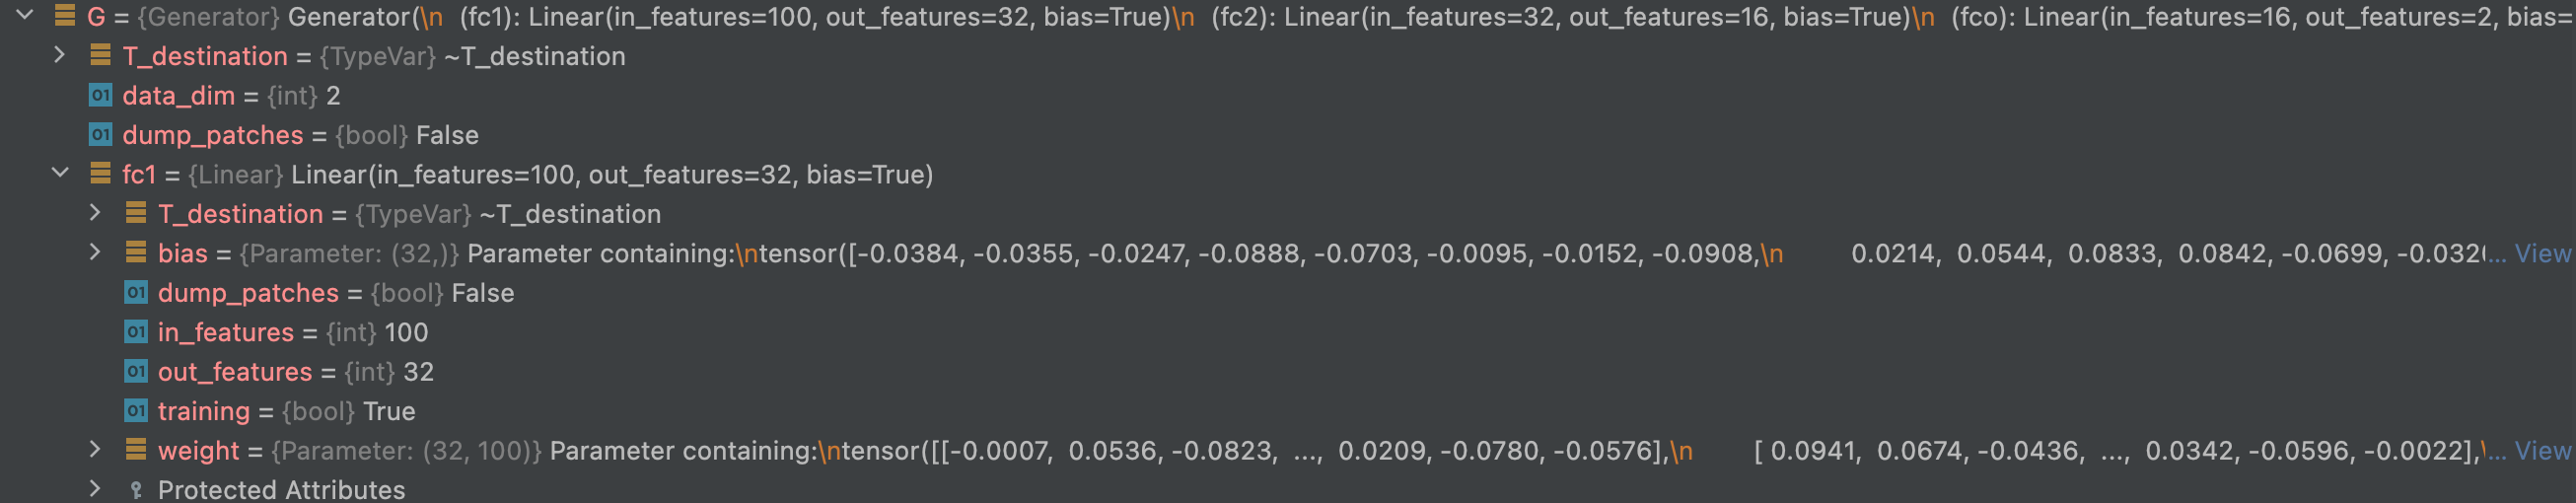 G = {Generator} Generator(\n (fc1): Linear(in_features=100, out_features=32, bias=True)\n (fc2): Linear(in_features=32, out_features=16, bias=True)\n (fco): Linear(in_features=16, out_features=2, bias=
T_destination = {TypeVar} ~T_destination
01 data_dim = {int} 2
01 dump_patches = {bool} False
fc1 = {Linear} Linear(in_features=100, out_features=32, bias=True)
T_destination = {TypeVar} ~T_destination
bias = {Parameter: (32,)} Parameter containing:\ntensor([-0.0384, -0.0355, -0.0247, -0.0888, -0.0703, -0.0095, -0.0152, -0.0908,\n 0.0214, 0.0544, 0.0833, 0.0842, -0.0699, -0.032... View
01 dump_patches = {bool} False
01 in_features = {int} 100
01 out_features = {int} 32
01 training = {bool} True
weight = {Parameter: (32, 100)} Parameter containing:\ntensor([[-0.0007, 0.0536, -0.0823, ..., 0.0209, -0.0780, -0.0576],\n [ 0.0941, 0.0674, -0.0436, ..., 0.0342, -0.0596, -0.0022],\... View
Protected Attributes